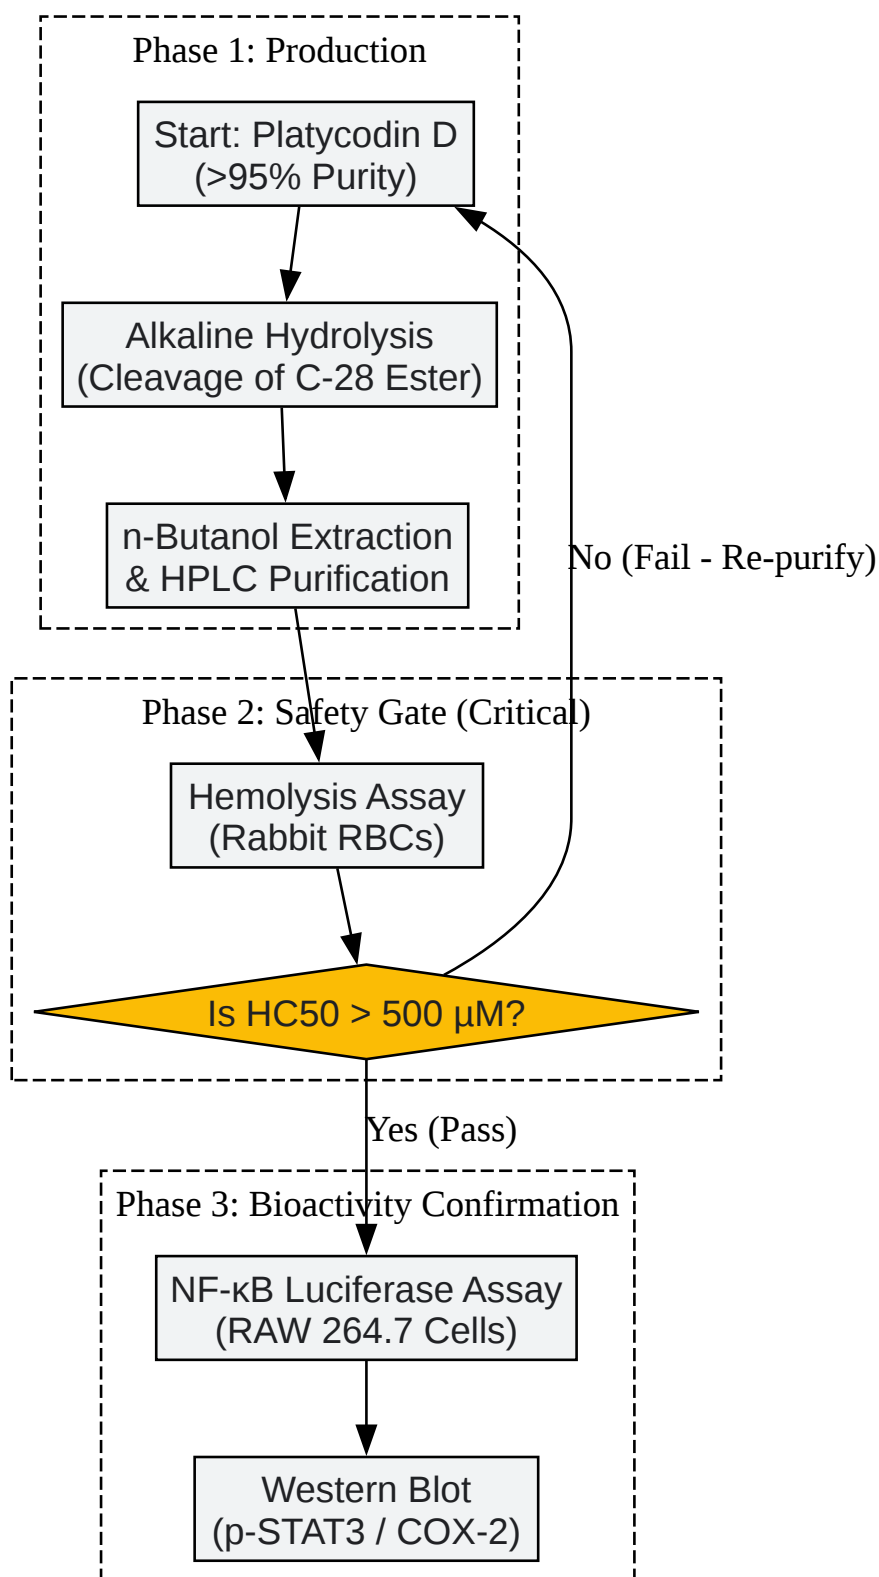 Phase 1: Production
Start: Platycodin D
(>95% Purity)
Alkaline Hydrolysis
(Cleavage of C-28 Ester)
n-Butanol Extraction
& HPLC Purification
No (Fail - Re-purify)
Phase 2: Safety Gate (Critical)
Hemolysis Assay
(Rabbit RBCs)
Is HC50 > 500 µM?
Yes (Pass)
Phase 3: Bioactivity Confirmation
NF-κB Luciferase Assay
(RAW 264.7 Cells)
Western Blot
(p-STAT3 / COX-2)